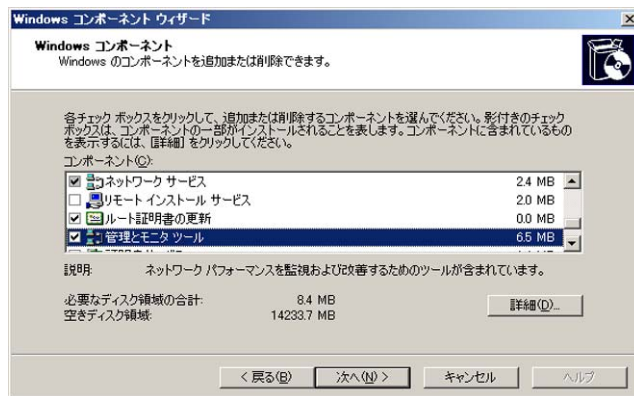 Windows コンポーネント ウィザード
Windows コンポーネント
Windows のコンポーネントを追加または削除できます。
各チェック ボックスをクリックして、追加または削除するコンポーネントを選んでください。影付きのチェック
ボックスは、コンポーネントの一部がインストールされることを表します。コンポーネントに含まれているもの
を表示するには、[詳細] をクリックしてください。
コンポーネント(C):
ネットワーク サービス 2.4 MB
リモート インストール サービス 2.0 MB
ルート証明書の更新 0.0 MB
管理とモニタ ツール 6.5 MB
説明: ネットワーク パフォーマンスを監視および改善するためのツールが含まれています。
必要なディスク領域の合計: 8.4 MB
空きディスク領域: 14233.7 MB
詳細(D)...
< 戻る(B) 次へ(N) > キャンセル ヘルプ